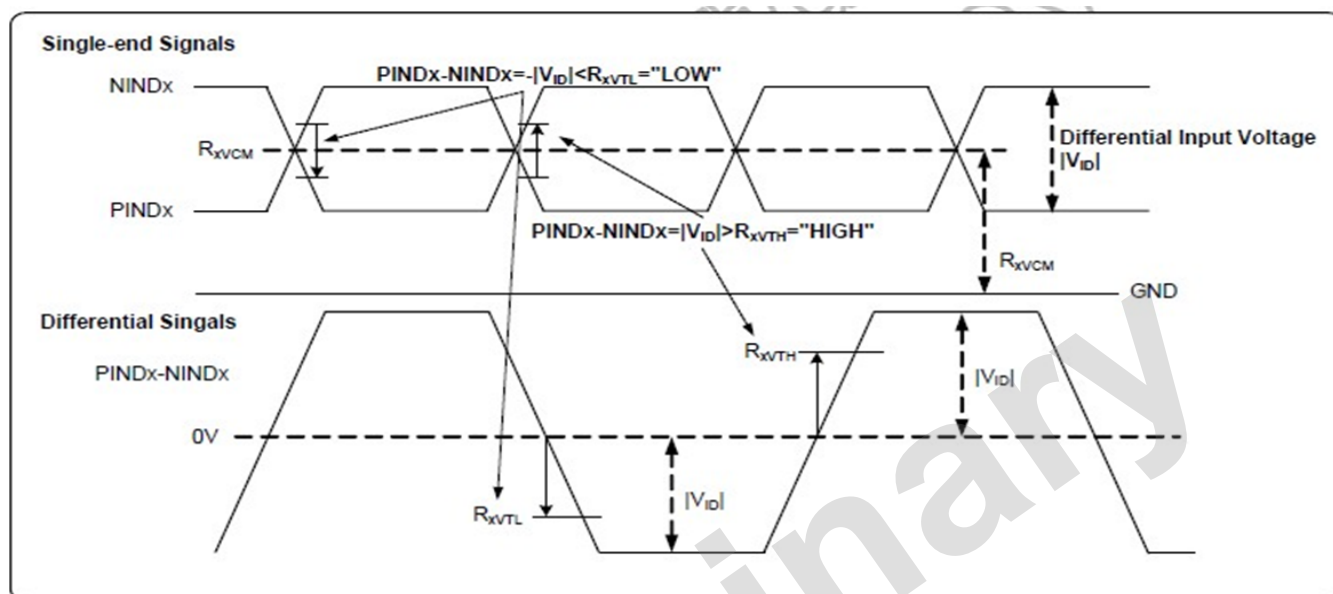 Single-end Signals
NINDx
PINDx-NINDx=-|VID|<RxVTL="LOW"
RxVCM
Differential Input Voltage
|VID|
PINDx
PINDx-NINDx=|VID|>RxVTH="HIGH"
RxVCM
GND
Differential Singals
RxVTH
PINDx-NINDx
|VID|
0V
|VID|
RxVTL